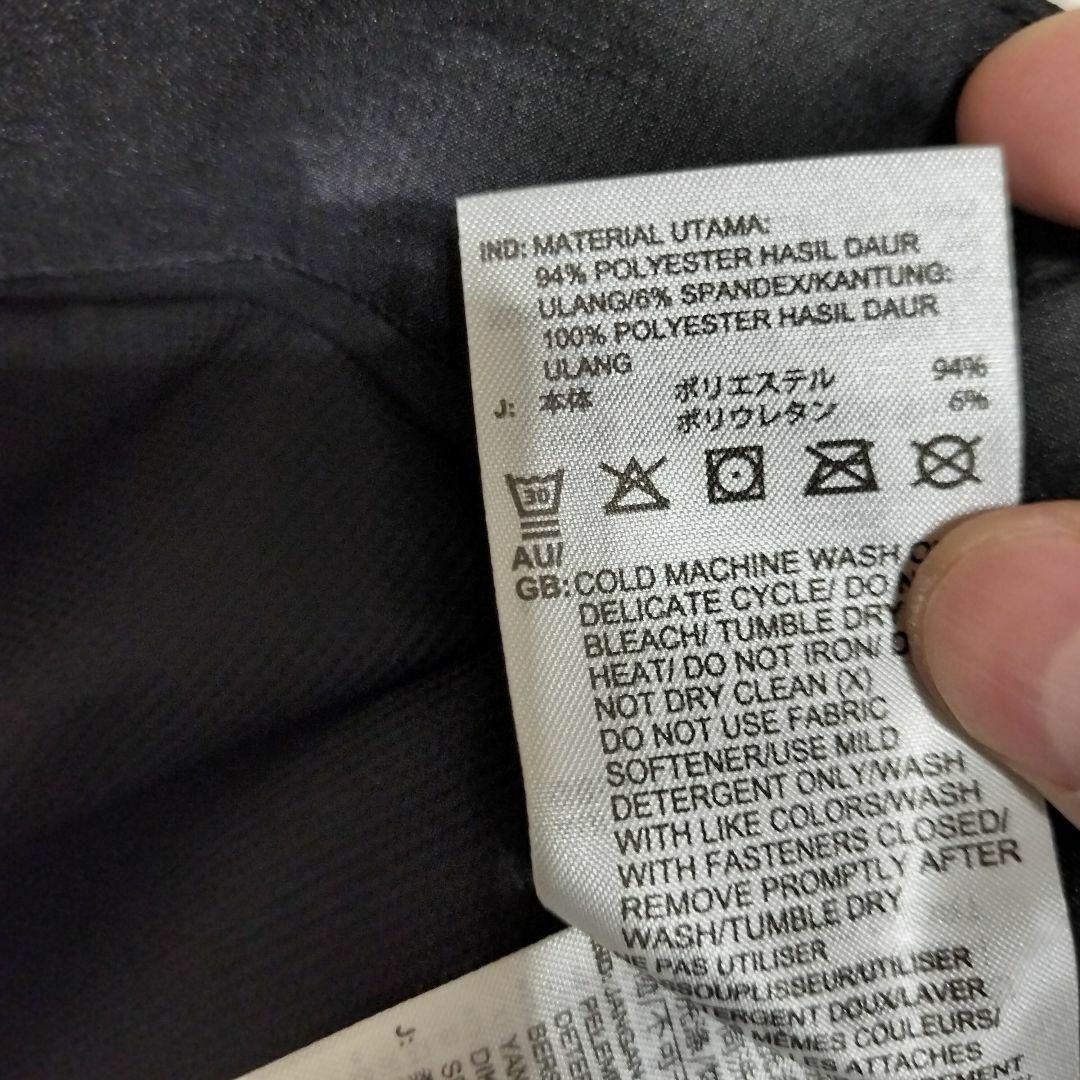 IND: MATERIAL UTAMA:
94% POLYESTER HASIL DAUR
ULANG/6% SPANDEX/KANTUNG:
100% POLYESTER HASIL DAUR
ULANG
J: 本体 ポリエステル 94%
ポリウレタン 6%
30
AU/
GB: COLD MACHINE WASH
DELICATE CYCLE/ DO
BLEACH/ TUMBLE DRY
HEAT/ DO NOT IRON/
NOT DRY CLEAN (X)
DO NOT USE FABRIC
SOFTENER/USE MILD
DETERGENT ONLY/WASH
WITH LIKE COLORS/WASH
WITH FASTENERS CLOSED/
REMOVE PROMPTLY AFTER
WASH/TUMBLE DRY
PAS UTILISER
SOUPLISSEUR/UTILISER
DOUX/LAVER
MÊMES COULEURS/
ATTACHES
J: